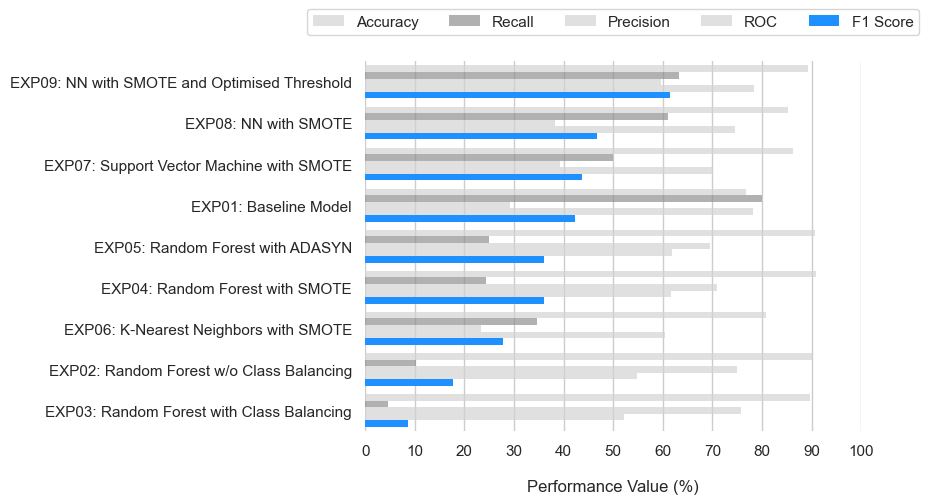 Accuracy Recall Precision ROC F1 Score
EXP09: NN with SMOTE and Optimised Threshold
EXP08: NN with SMOTE
EXP07: Support Vector Machine with SMOTE
EXP01: Baseline Model
EXP05: Random Forest with ADASYN
EXP04: Random Forest with SMOTE
EXP06: K-Nearest Neighbors with SMOTE
EXP02: Random Forest w/o Class Balancing
EXP03: Random Forest with Class Balancing
0 10 20 30 40 50 60 70 80 90 100
Performance Value (%)